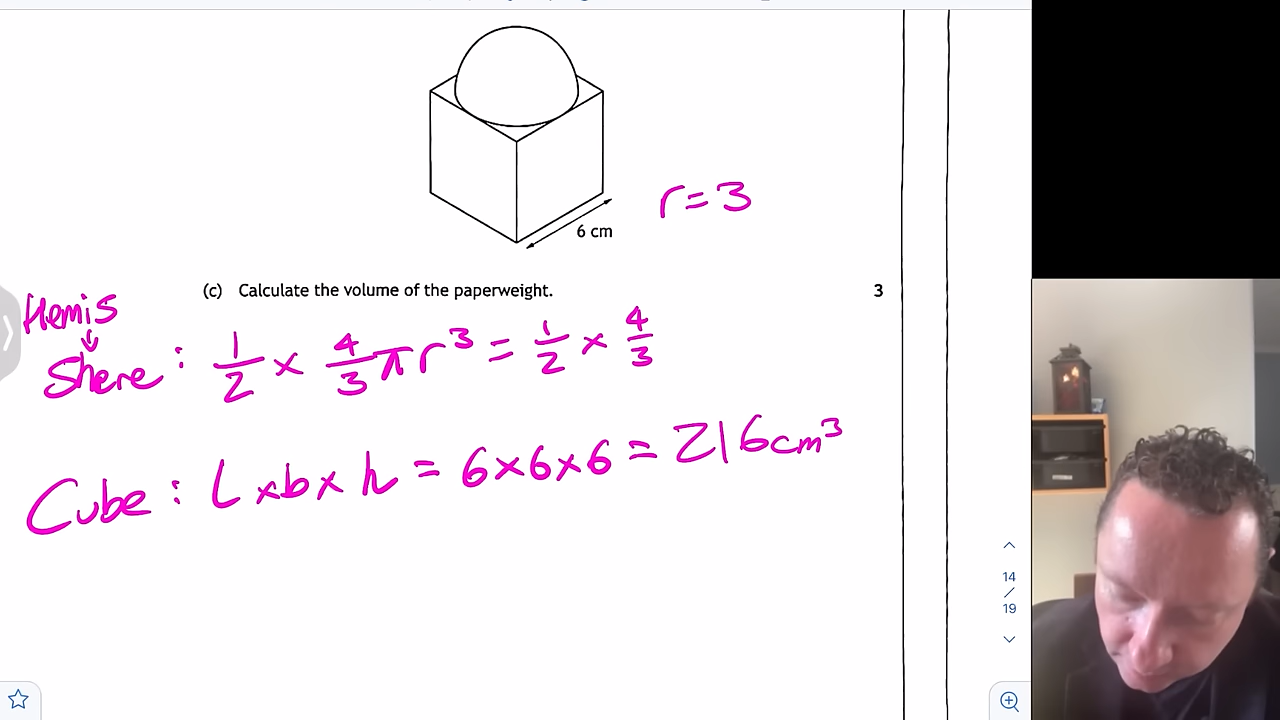 6 cm
r=3
(c) Calculate the volume of the paperweight. 3
Hemis
Shere : 1/2 × 4/3 πr³ = 1/2 × 4/3
Cube : L×b×h = 6×6×6 = 216cm³
14
/
19